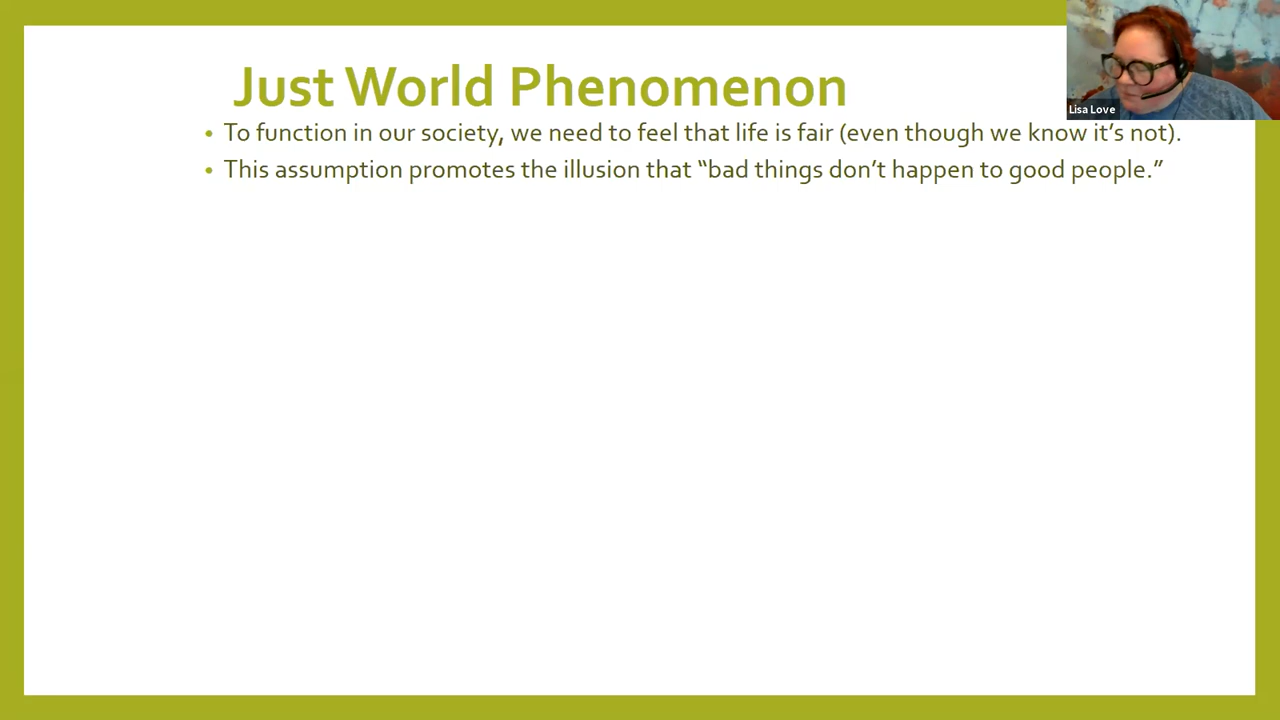 Just World Phenomenon
• To function in our society, we need to feel that life is fair (even though we know it’s not).
• This assumption promotes the illusion that “bad things don’t happen to good people.”
Lisa Love